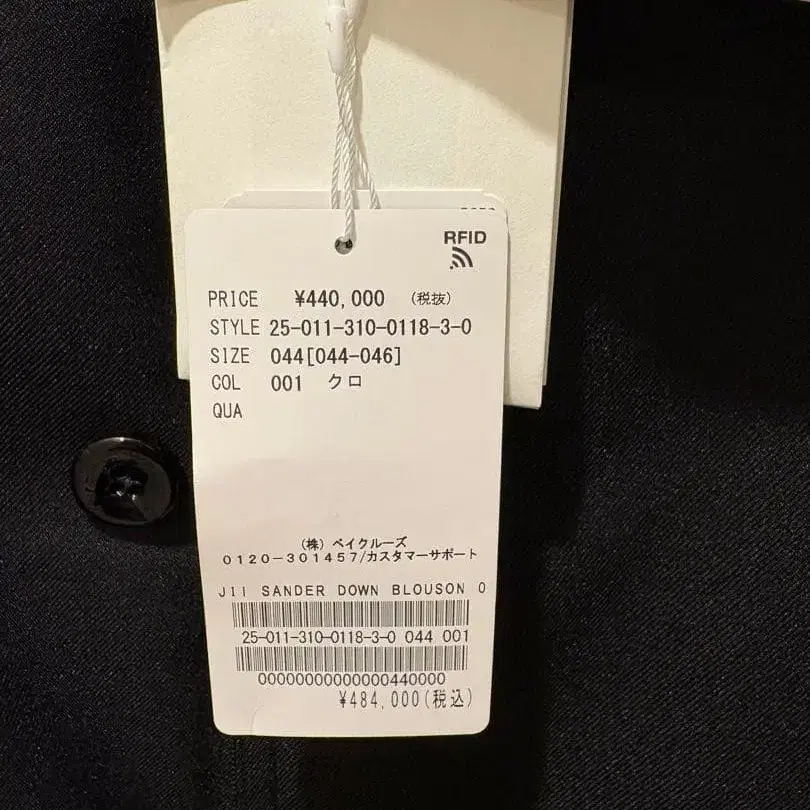 RFID
PRICE ¥440,000 (税抜)
STYLE 25-011-310-0118-3-0
SIZE 044[044-046]
COL 001 クロ
QUA
(株) ベイクルーズ
0120-301457/カスタマーサポート
JII SANDER DOWN BLOUSON 0
25-011-310-0118-3-0 044 001
00000000000000440000
¥484,000(税込)